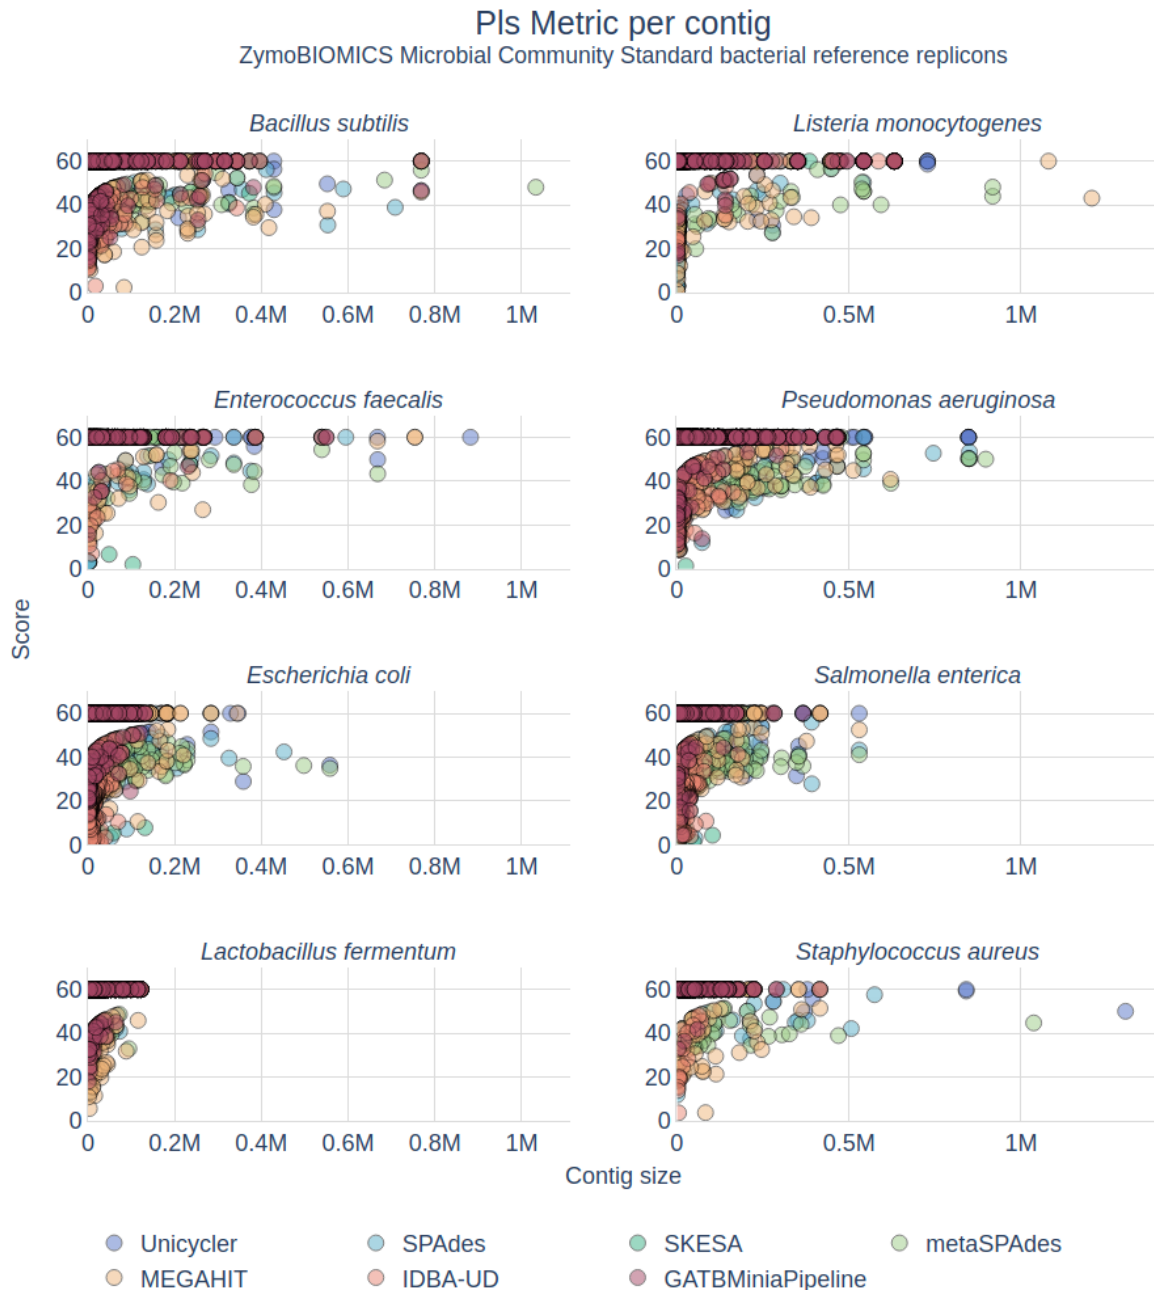 Pls Metric per contig
ZymoBIOMICS Microbial Community Standard bacterial reference replicons
Bacillus subtilis
Listeria monocytogenes
60
40
20
0
0 0.2M 0.4M 0.6M 0.8M 1M
60
40
20
0
0 0.5M 1M
Enterococcus faecalis
Pseudomonas aeruginosa
60
40
20
0
0 0.2M 0.4M 0.6M 0.8M 1M
60
40
20
0
0 0.5M 1M
Score
Escherichia coli
Salmonella enterica
60
40
20
0
0 0.2M 0.4M 0.6M 0.8M 1M
60
40
20
0
0 0.5M 1M
Lactobacillus fermentum
Staphylococcus aureus
60
40
20
0
0 0.2M 0.4M 0.6M 0.8M 1M
60
40
20
0
0 0.5M 1M
Contig size
Unicycler SPAdes SKESA metaSPAdes
MEGAHIT IDBA-UD GATBMiniaPipeline